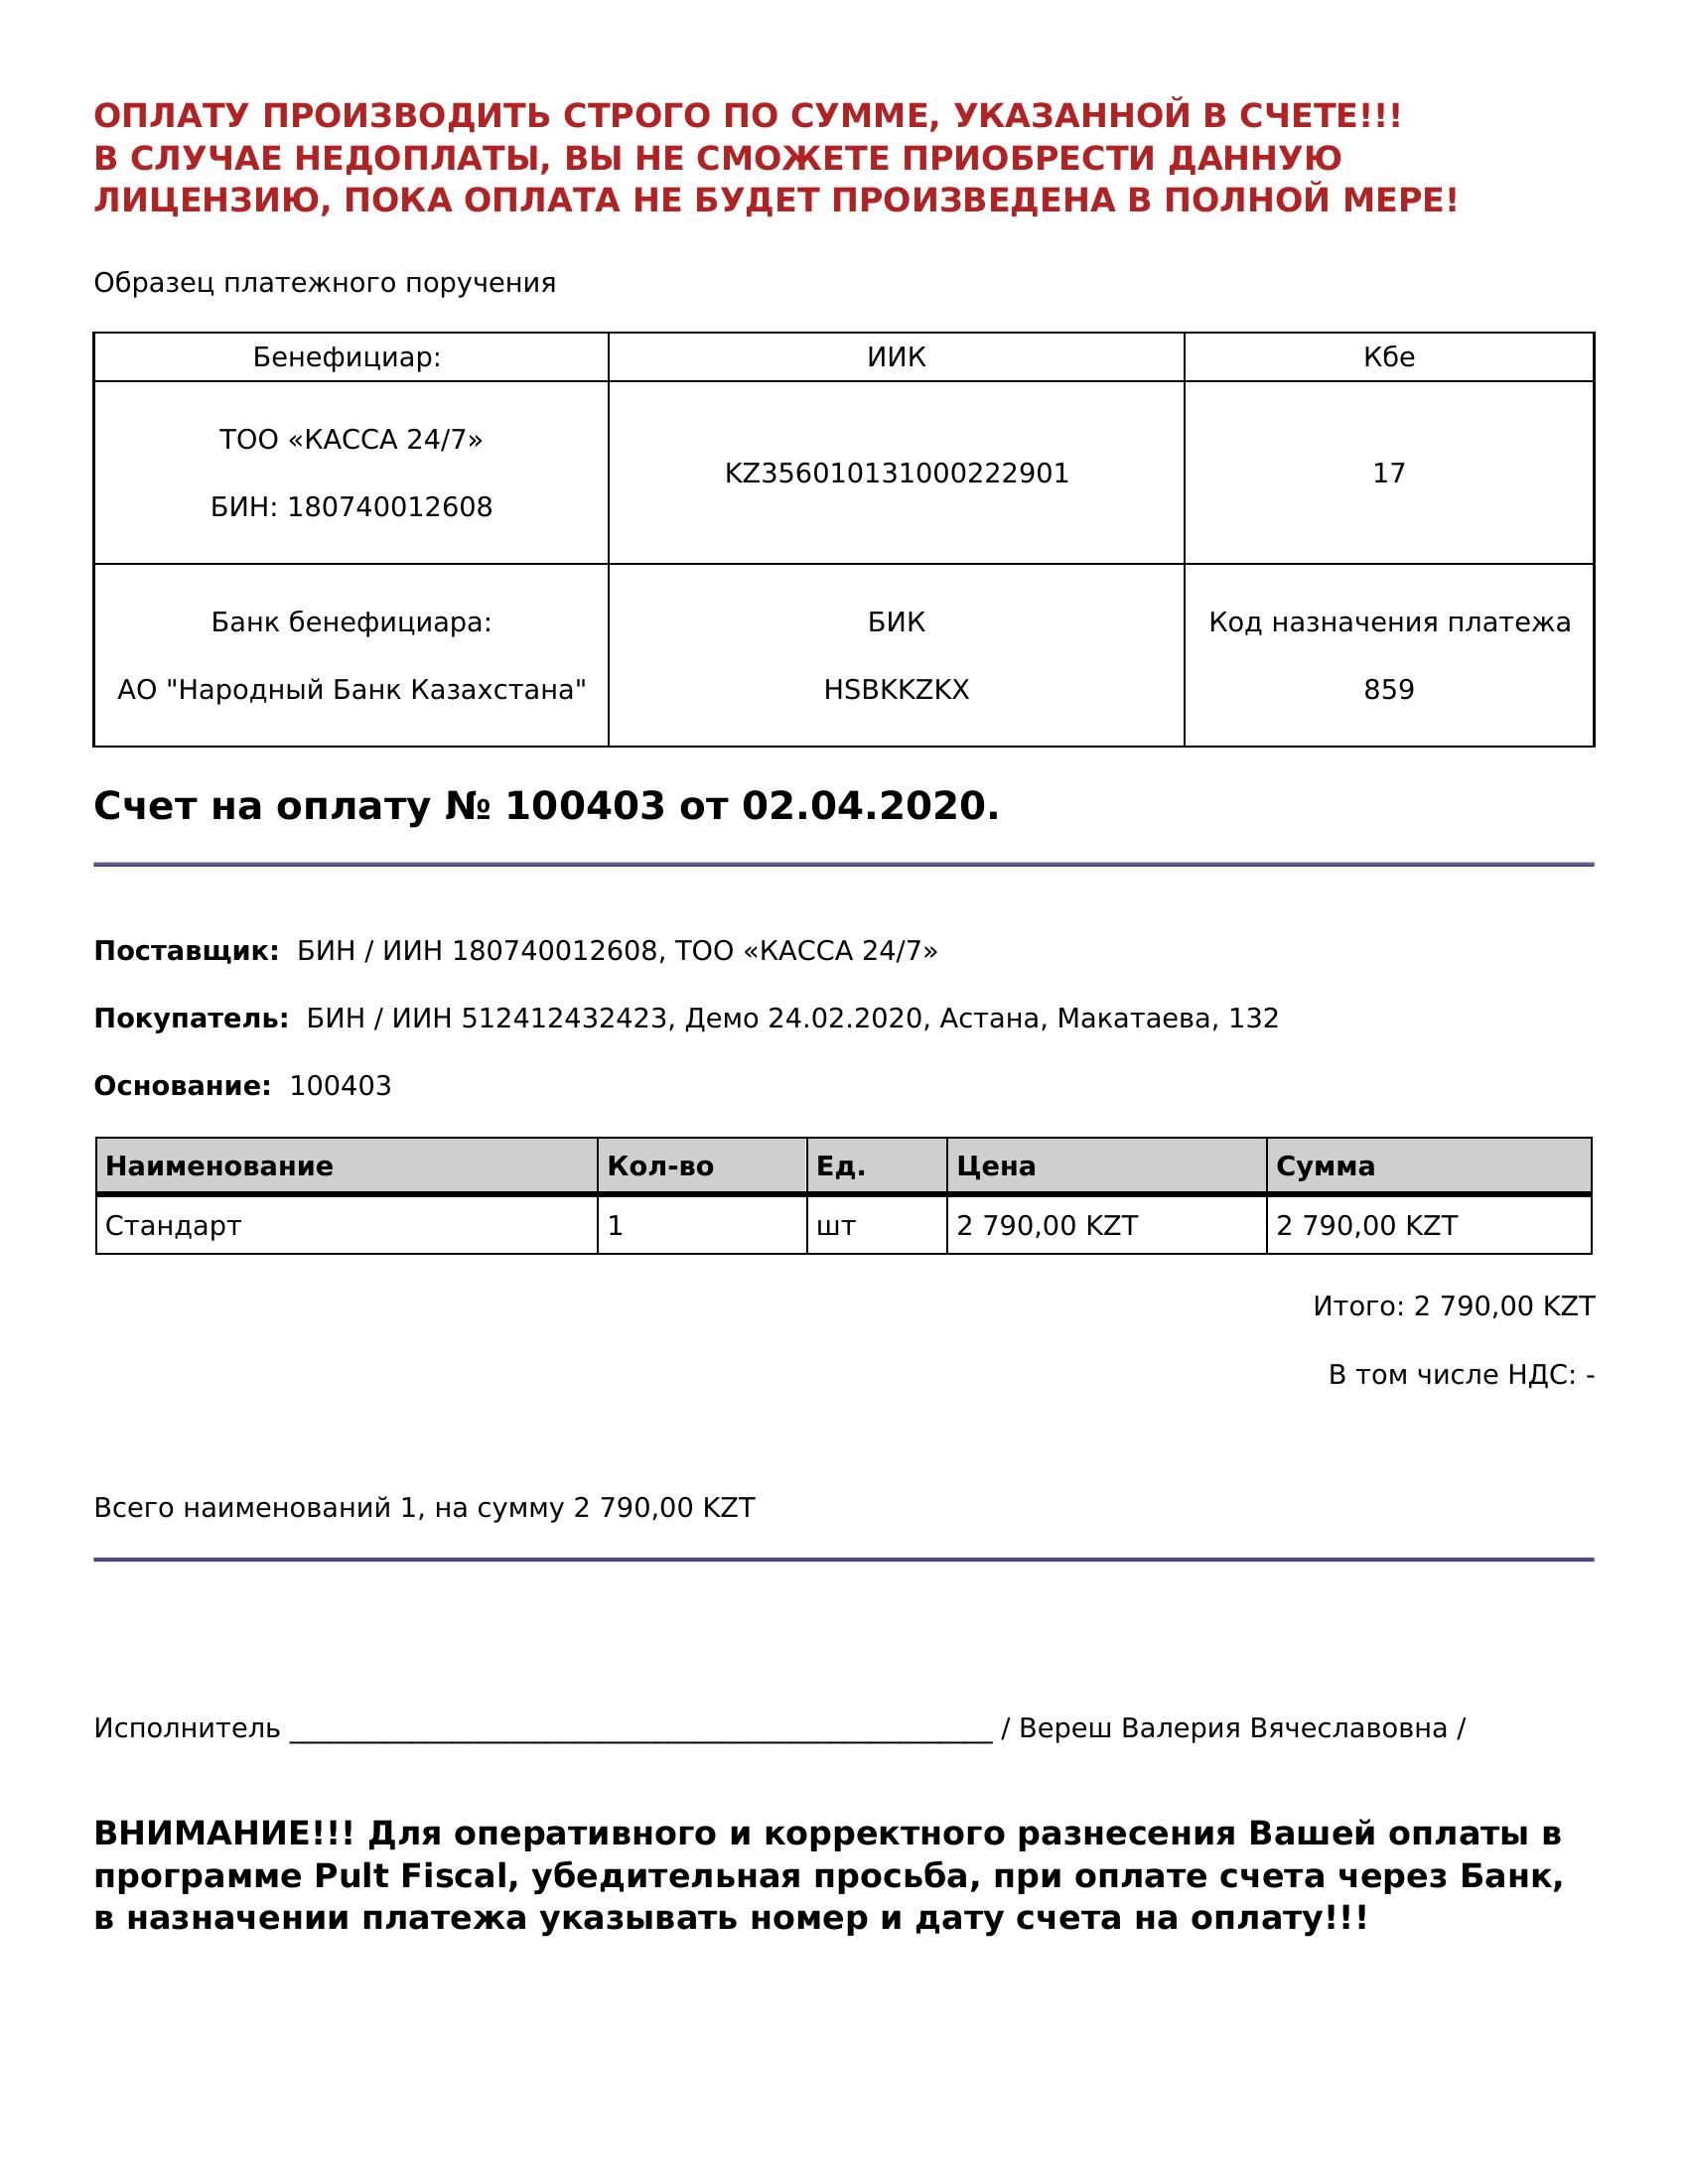 ОПЛАТУ ПРОИЗВОДИТЬ СТРОГО ПО СУММЕ, УКАЗАННОЙ В СЧЕТЕ!!!
В СЛУЧАЕ НЕДОПЛАТЫ, ВЫ НЕ СМОЖЕТЕ ПРИОБРЕСТИ ДАННУЮ
ЛИЦЕНЗИЮ, ПОКА ОПЛАТА НЕ БУДЕТ ПРОИЗВЕДЕНА В ПОЛНОЙ МЕРЕ!
Образец платежного поручения
Бенефициар: ИИК Кбе
ТОО «КАССА 24/7»
БИН: 180740012608
KZ356010131000222901
17
Банк бенефициара: БИК Код назначения платежа
АО "Народный Банк Казахстана" HSBKKZKX 859
Счет на оплату № 100403 от 02.04.2020.
Поставщик: БИН / ИИН 180740012608, ТОО «КАССА 24/7»
Покупатель: БИН / ИИН 512412432423, Демо 24.02.2020, Астана, Макатаева, 132
Основание: 100403
Наименование Кол-во Ед. Цена Сумма
Стандарт 1 шт 2 790,00 KZT 2 790,00 KZT
Итого: 2 790,00 KZT
В том числе НДС: -
Всего наименований 1, на сумму 2 790,00 KZT
Исполнитель ____________________________________________________ / Вереш Валерия Вячеславовна /
ВНИМАНИЕ!!! Для оперативного и корректного разнесения Вашей оплаты в
программе Pult Fiscal, убедительная просьба, при оплате счета через Банк,
в назначении платежа указывать номер и дату счета на оплату!!!